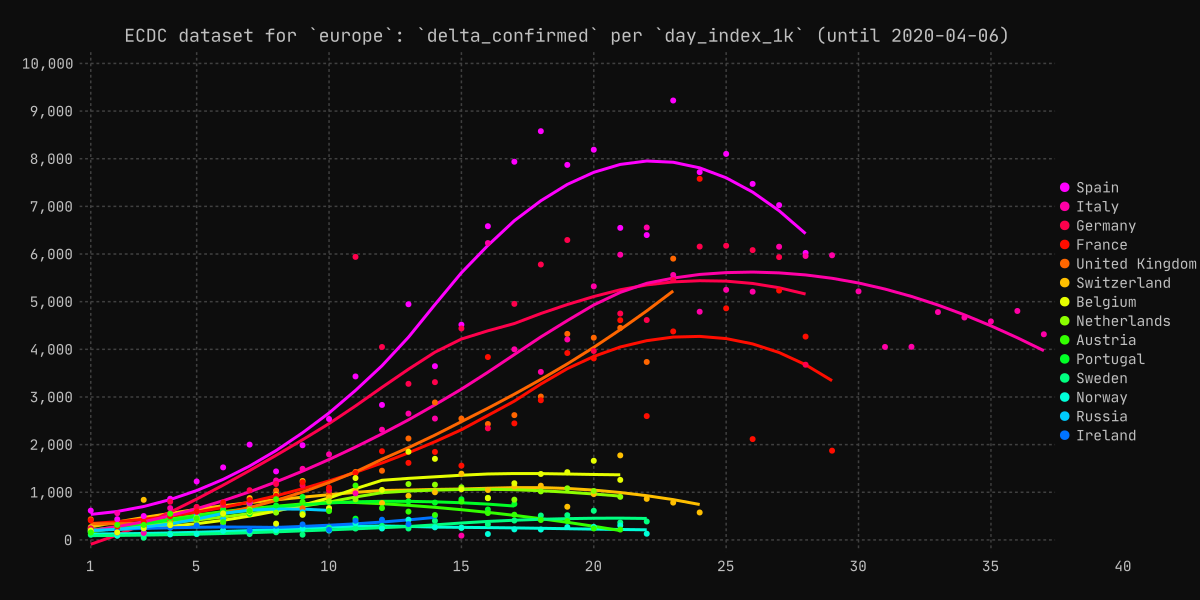 ECDC dataset for `europe`: `delta_confirmed` per `day_index_1k` (until 2020-04-06)
10,000
9,000
8,000
7,000
6,000
5,000
4,000
3,000
2,000
1,000
0
1 5 10 15 20 25 30 35 40
Spain
Italy
Germany
France
United Kingdom
Switzerland
Belgium
Netherlands
Austria
Portugal
Sweden
Norway
Russia
Ireland